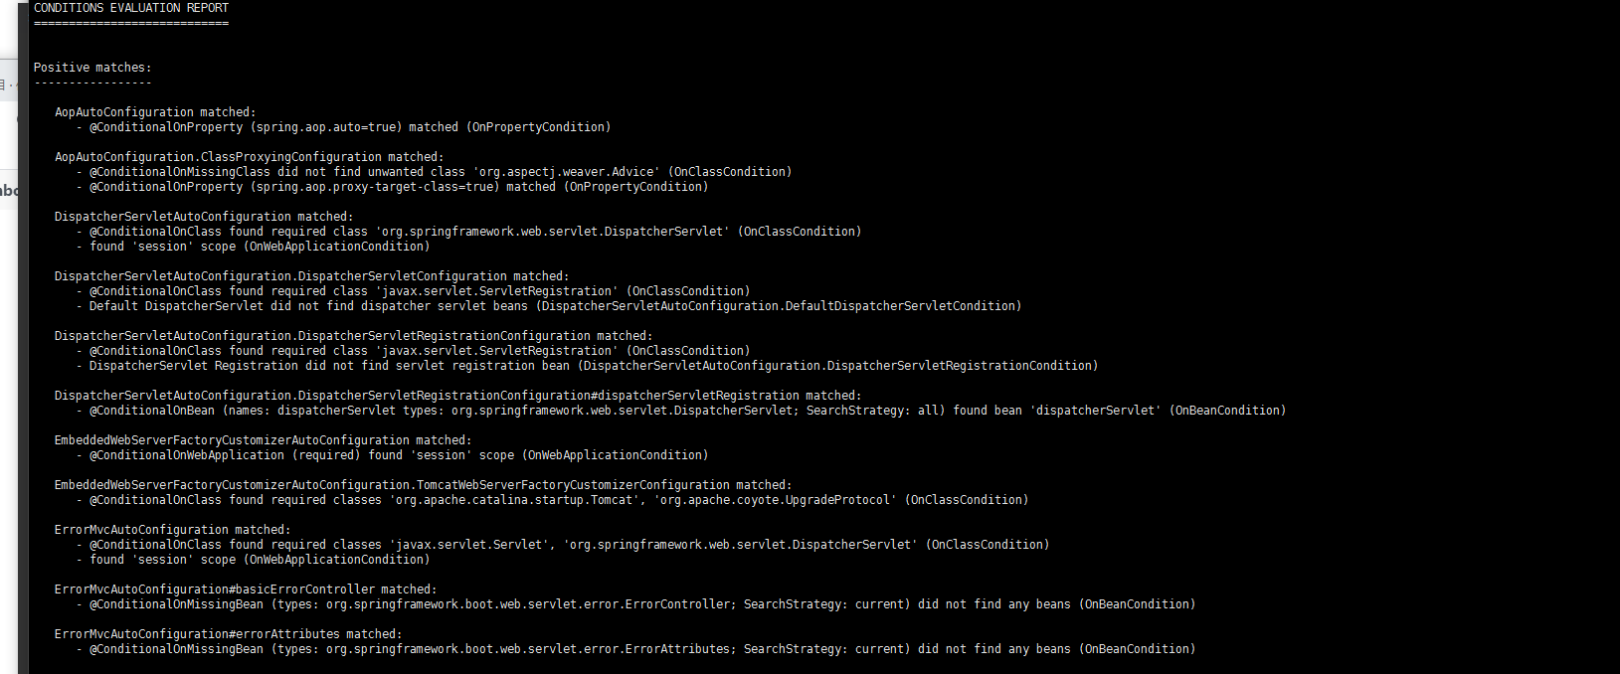 CONDITIONS EVALUATION REPORT
============================
Positive matches:
-----------------
AopAutoConfiguration matched:
- @ConditionalOnProperty (spring.aop.auto=true) matched (OnPropertyCondition)
AopAutoConfiguration.ClassProxyingConfiguration matched:
- @ConditionalOnMissingClass did not find unwanted class 'org.aspectj.weaver.Advice' (OnClassCondition)
- @ConditionalOnProperty (spring.aop.proxy-target-class=true) matched (OnPropertyCondition)
DispatcherServletAutoConfiguration matched:
- @ConditionalOnClass found required class 'org.springframework.web.servlet.DispatcherServlet' (OnClassCondition)
- found 'session' scope (OnWebApplicationCondition)
DispatcherServletAutoConfiguration.DispatcherServletConfiguration matched:
- @ConditionalOnClass found required class 'javax.servlet.ServletRegistration' (OnClassCondition)
- Default DispatcherServlet did not find dispatcher servlet beans (DispatcherServletAutoConfiguration.DefaultDispatcherServletCondition)
DispatcherServletAutoConfiguration.DispatcherServletRegistrationConfiguration matched:
- @ConditionalOnClass found required class 'javax.servlet.ServletRegistration' (OnClassCondition)
- DispatcherServlet Registration did not find servlet registration bean (DispatcherServletAutoConfiguration.DispatcherServletRegistrationCondition)
DispatcherServletAutoConfiguration.DispatcherServletRegistrationConfiguration#dispatcherServletRegistration matched:
- @ConditionalOnBean (names: dispatcherServlet types: org.springframework.web.servlet.DispatcherServlet; SearchStrategy: all) found bean 'dispatcherServlet' (OnBeanCondition)
EmbeddedWebServerFactoryCustomizerAutoConfiguration matched:
- @ConditionalOnWebApplication (required) found 'session' scope (OnWebApplicationCondition)
EmbeddedWebServerFactoryCustomizerAutoConfiguration.TomcatWebServerFactoryCustomizerConfiguration matched:
- @ConditionalOnClass found required classes 'org.apache.catalina.startup.Tomcat', 'org.apache.coyote.UpgradeProtocol' (OnClassCondition)
ErrorMvcAutoConfiguration matched:
- @ConditionalOnClass found required classes 'javax.servlet.Servlet', 'org.springframework.web.servlet.DispatcherServlet' (OnClassCondition)
- found 'session' scope (OnWebApplicationCondition)
ErrorMvcAutoConfiguration#basicErrorController matched:
- @ConditionalOnMissingBean (types: org.springframework.boot.web.servlet.error.ErrorController; SearchStrategy: current) did not find any beans (OnBeanCondition)
ErrorMvcAutoConfiguration#errorAttributes matched:
- @ConditionalOnMissingBean (types: org.springframework.boot.web.servlet.error.ErrorAttributes; SearchStrategy: current) did not find any beans (OnBeanCondition)